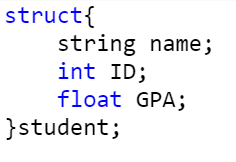 struct{
    string name;
    int ID;
    float GPA;
}student;